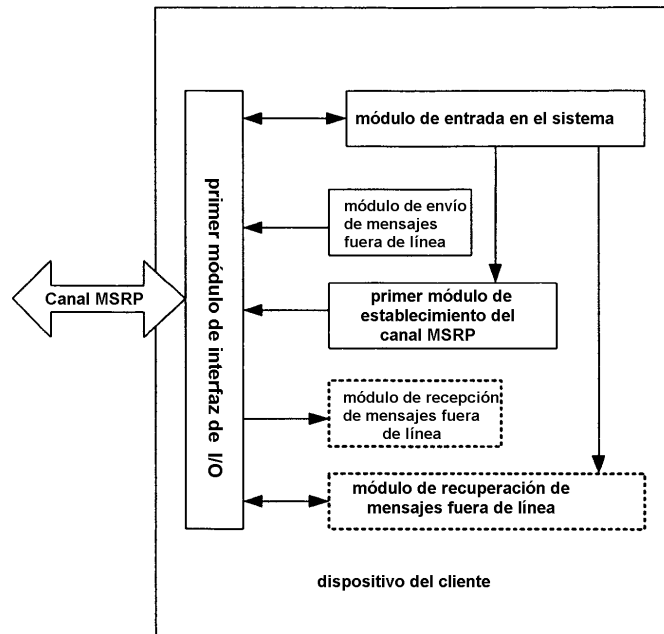 módulo de entrada en el sistema
módulo de envío
de mensajes
fuera de línea
primer módulo de interfaz de I/O
Canal MSRP
primer módulo de
establecimiento del
canal MSRP
módulo de recepción
de mensajes fuera
de línea
módulo de recuperación de
mensajes fuera de línea
dispositivo del cliente